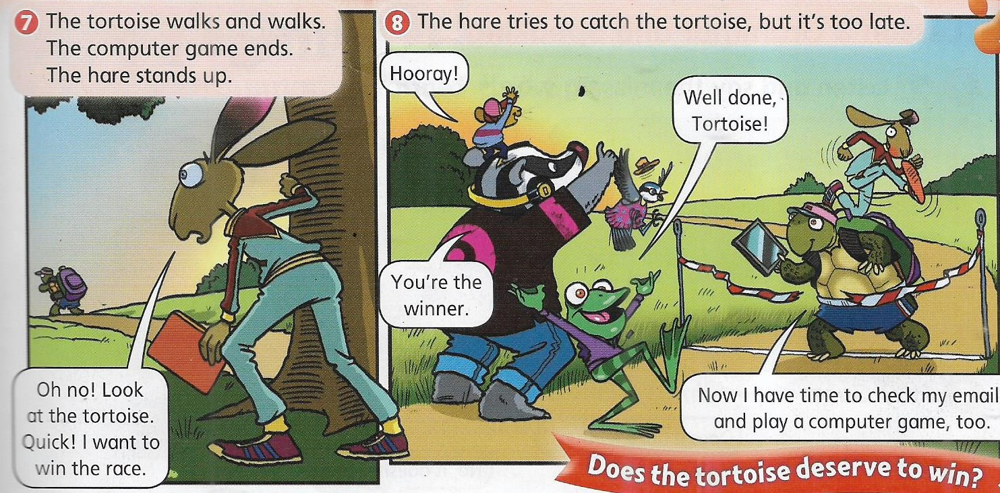 7 The tortoise walks and walks.
The computer game ends.
The hare stands up.
Oh no! Look
at the tortoise.
Quick! I want to
win the race.
8 The hare tries to catch the tortoise, but it's too late.
Hooray!
Well done,
Tortoise!
You're the
winner.
Now I have time to check my email
and play a computer game, too.
Does the tortoise deserve to win?